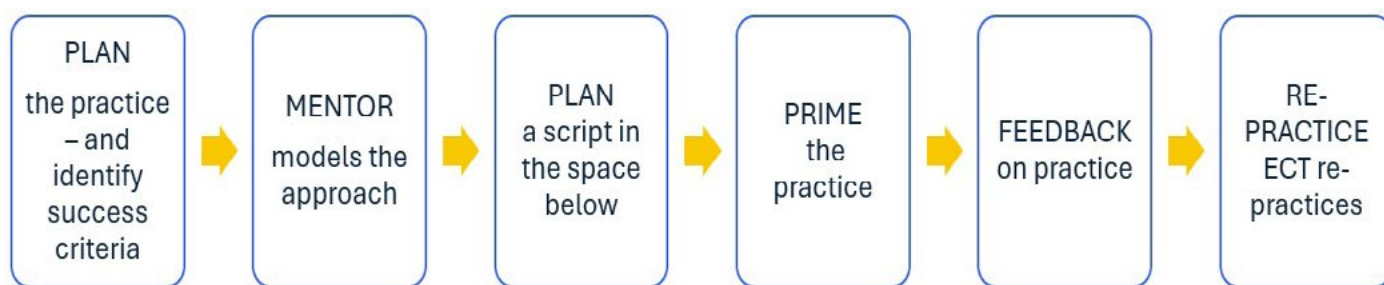 PLAN
the practice
– and
identify
success
criteria
MENTOR
models the
approach
PLAN
a script in
the space
below
PRIME
the
practice
FEEDBACK
on practice
RE-
PRACTICE
ECT re-
practices